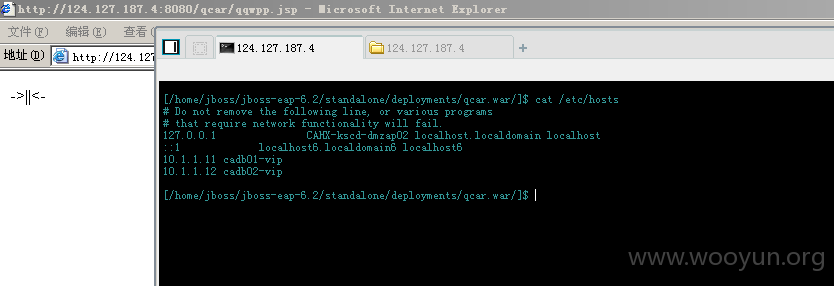 http://124.127.187.4:8080/qcar/qqwpp.jsp - Microsoft Internet Explorer
文件(F) 编辑(E) 查看
地址(D) http://124.12
->||<-
124.127.187.4 124.127.187.4 +
[/home/jboss/jboss-eap-6.2/standalone/deployments/qcar.war/]$ cat /etc/hosts
# Do not remove the following line, or various programs
# that require network functionality will fail.
127.0.0.1 CAHX-kscd-dmzap02 localhost.localdomain localhost
::1 localhost6.localdomain6 localhost6
10.1.1.11 cadb01-vip
10.1.1.12 cadb02-vip
[/home/jboss/jboss-eap-6.2/standalone/deployments/qcar.war/]$
www.wooyun.org